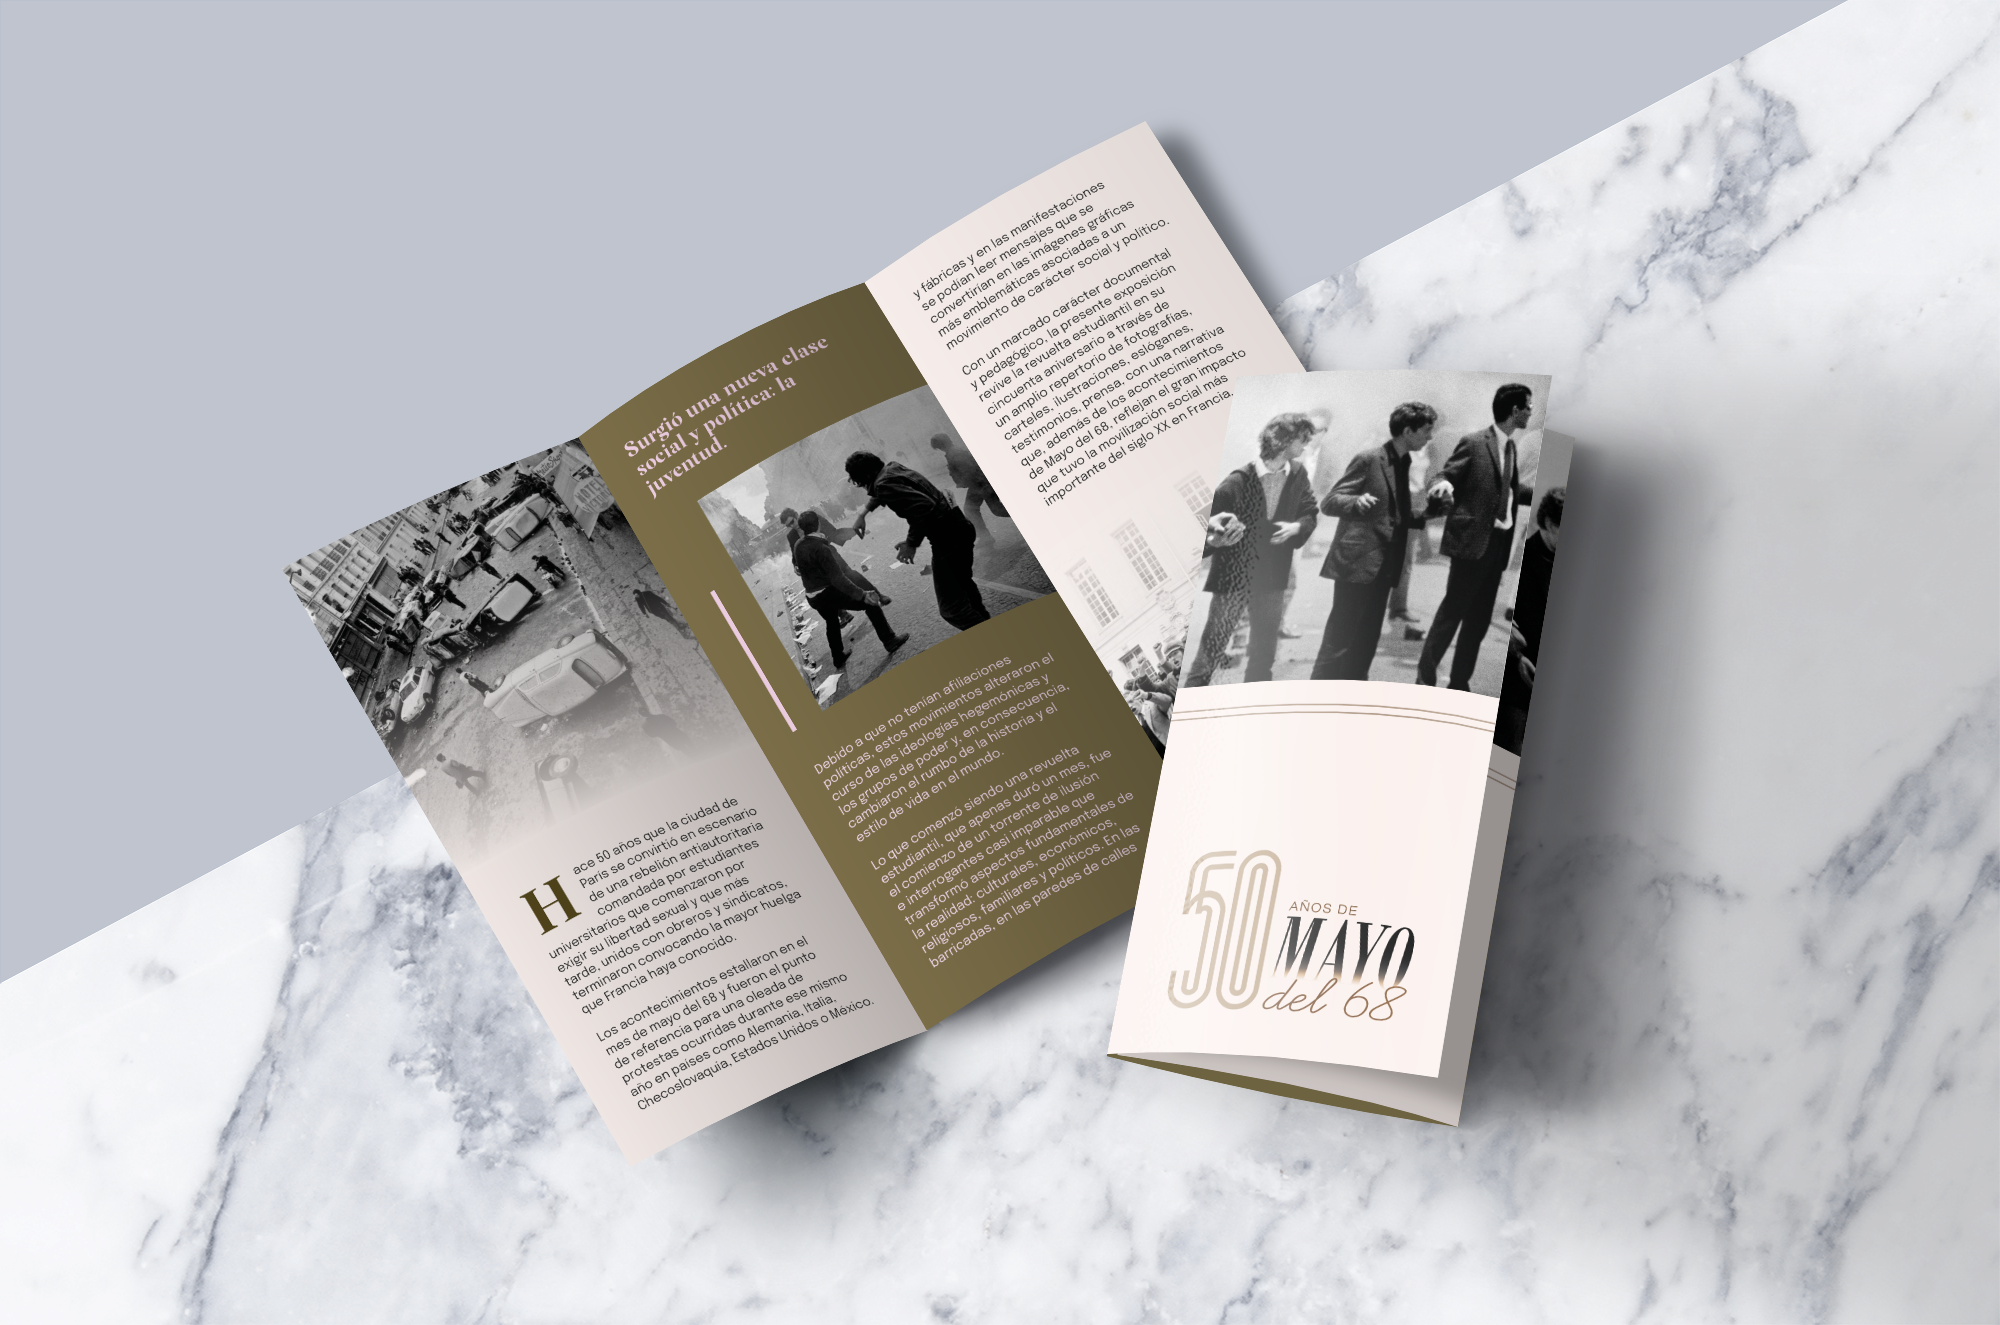 Hace 50 años que la ciudad de
París se convirtió en escenario
de una rebelión antiautoritaria
comandada por estudiantes
universitarios que comenzaron por
exigir su libertad sexual y que más
tarde, unidos con obreros y sindicatos,
terminaron convocando la mayor huelga
que Francia haya conocido.
Los acontecimientos estallaron en el
mes de mayo del 68 y fueron el punto
de referencia para una oleada de
protestas ocurridas durante ese mismo
año en países como Alemania, Italia,
Checoslovaquia, Estados Unidos o México.
Surgió una nueva clase
social y política: la
juventud.
Debido a que no tenían afiliaciones
políticas, estos movimientos alteraron el
curso de las ideologías hegemónicas y
los grupos de poder y, en consecuencia,
cambiaron el rumbo de la historia y el
estilo de vida en el mundo.
Lo que comenzó siendo una revuelta
estudiantil, que apenas duró un mes, fue
el comienzo de un torrente de ilusión
e interrogantes casi imparable que
transformó aspectos fundamentales de
la realidad: culturales, económicos,
religiosos, familiares y políticos. En las
barricadas, en las paredes de calles
y fábricas y en las manifestaciones
se podían leer mensajes que se
convertirían en las imágenes gráficas
más emblemáticas asociadas a un
movimiento de carácter social y político.
Con un marcado carácter documental
y pedagógico, la presente exposición
revive la revuelta estudiantil en su
cincuenta aniversario a través de
un amplio repertorio de fotografías,
carteles, ilustraciones, eslóganes,
testimonios, prensa. con una narrativa
que, además de los acontecimientos
de Mayo del 68, reflejan el gran impacto
que tuvo la movilización social más
importante del siglo XX en Francia.
50
AÑOS DE
MAYO
del 68